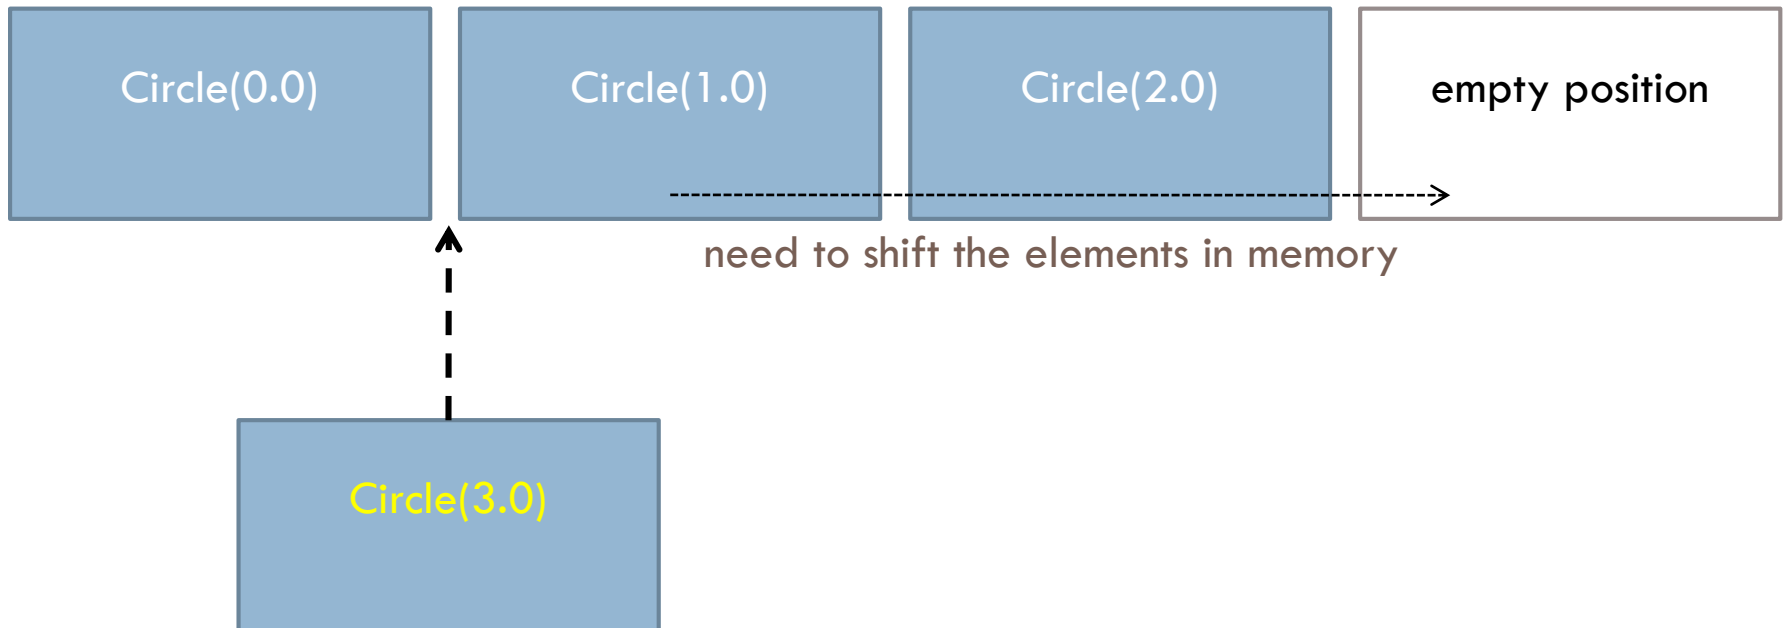 Circle(0.0)
Circle(1.0)
Circle(2.0)
empty position
need to shift the elements in memory
Circle(3.0)